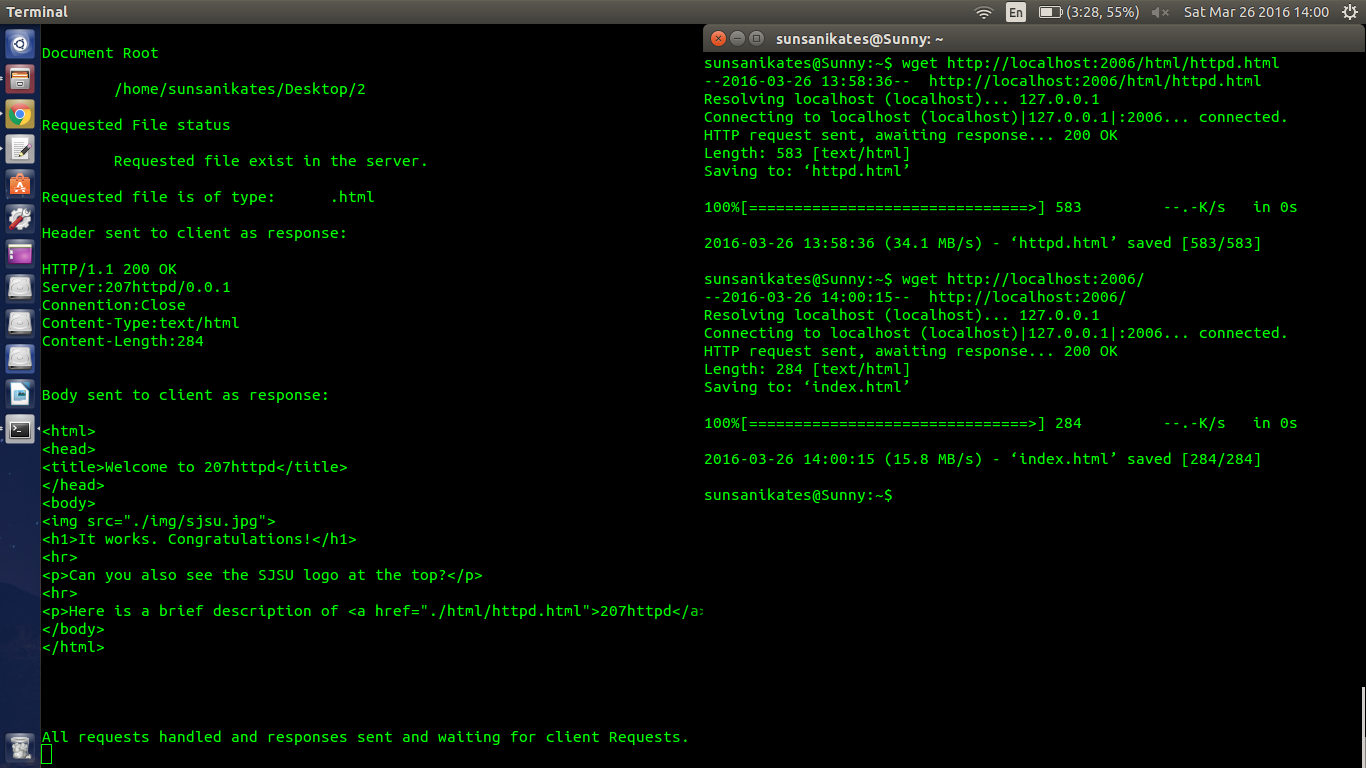 Terminal
En
(3:28, 55%)
Sat Mar 26 2016 14:00
Document Root
/home/sunsanikates/Desktop/2
Requested File status
Requested file exist in the server.
Requested file is of type: .html
Header sent to client as response:
HTTP/1.1 200 OK
Server:207httpd/0.0.1
Connention:Close
Content-Type:text/html
Content-Length:284
Body sent to client as response:
<html>
<head>
<title>Welcome to 207httpd</title>
</head>
<body>
<img src="./img/sjsu.jpg">
<h1>It works. Congratulations!</h1>
<hr>
<p>Can you also see the SJSU logo at the top?</p>
<hr>
<p>Here is a brief description of <a href="./html/httpd.html">207httpd</a>
</body>
</html>
All requests handled and responses sent and waiting for client Requests.
sunsanikates@Sunny: ~
sunsanikates@Sunny:~$ wget http://localhost:2006/html/httpd.html
--2016-03-26 13:58:36-- http://localhost:2006/html/httpd.html
Resolving localhost (localhost)... 127.0.0.1
Connecting to localhost (localhost)|127.0.0.1|:2006... connected.
HTTP request sent, awaiting response... 200 OK
Length: 583 [text/html]
Saving to: ‘httpd.html’
100%[===============================>] 583 --.-K/s in 0s
2016-03-26 13:58:36 (34.1 MB/s) - ‘httpd.html’ saved [583/583]
sunsanikates@Sunny:~$ wget http://localhost:2006/
--2016-03-26 14:00:15-- http://localhost:2006/
Resolving localhost (localhost)... 127.0.0.1
Connecting to localhost (localhost)|127.0.0.1|:2006... connected.
HTTP request sent, awaiting response... 200 OK
Length: 284 [text/html]
Saving to: ‘index.html’
100%[===============================>] 284 --.-K/s in 0s
2016-03-26 14:00:15 (15.8 MB/s) - ‘index.html’ saved [284/284]
sunsanikates@Sunny:~$